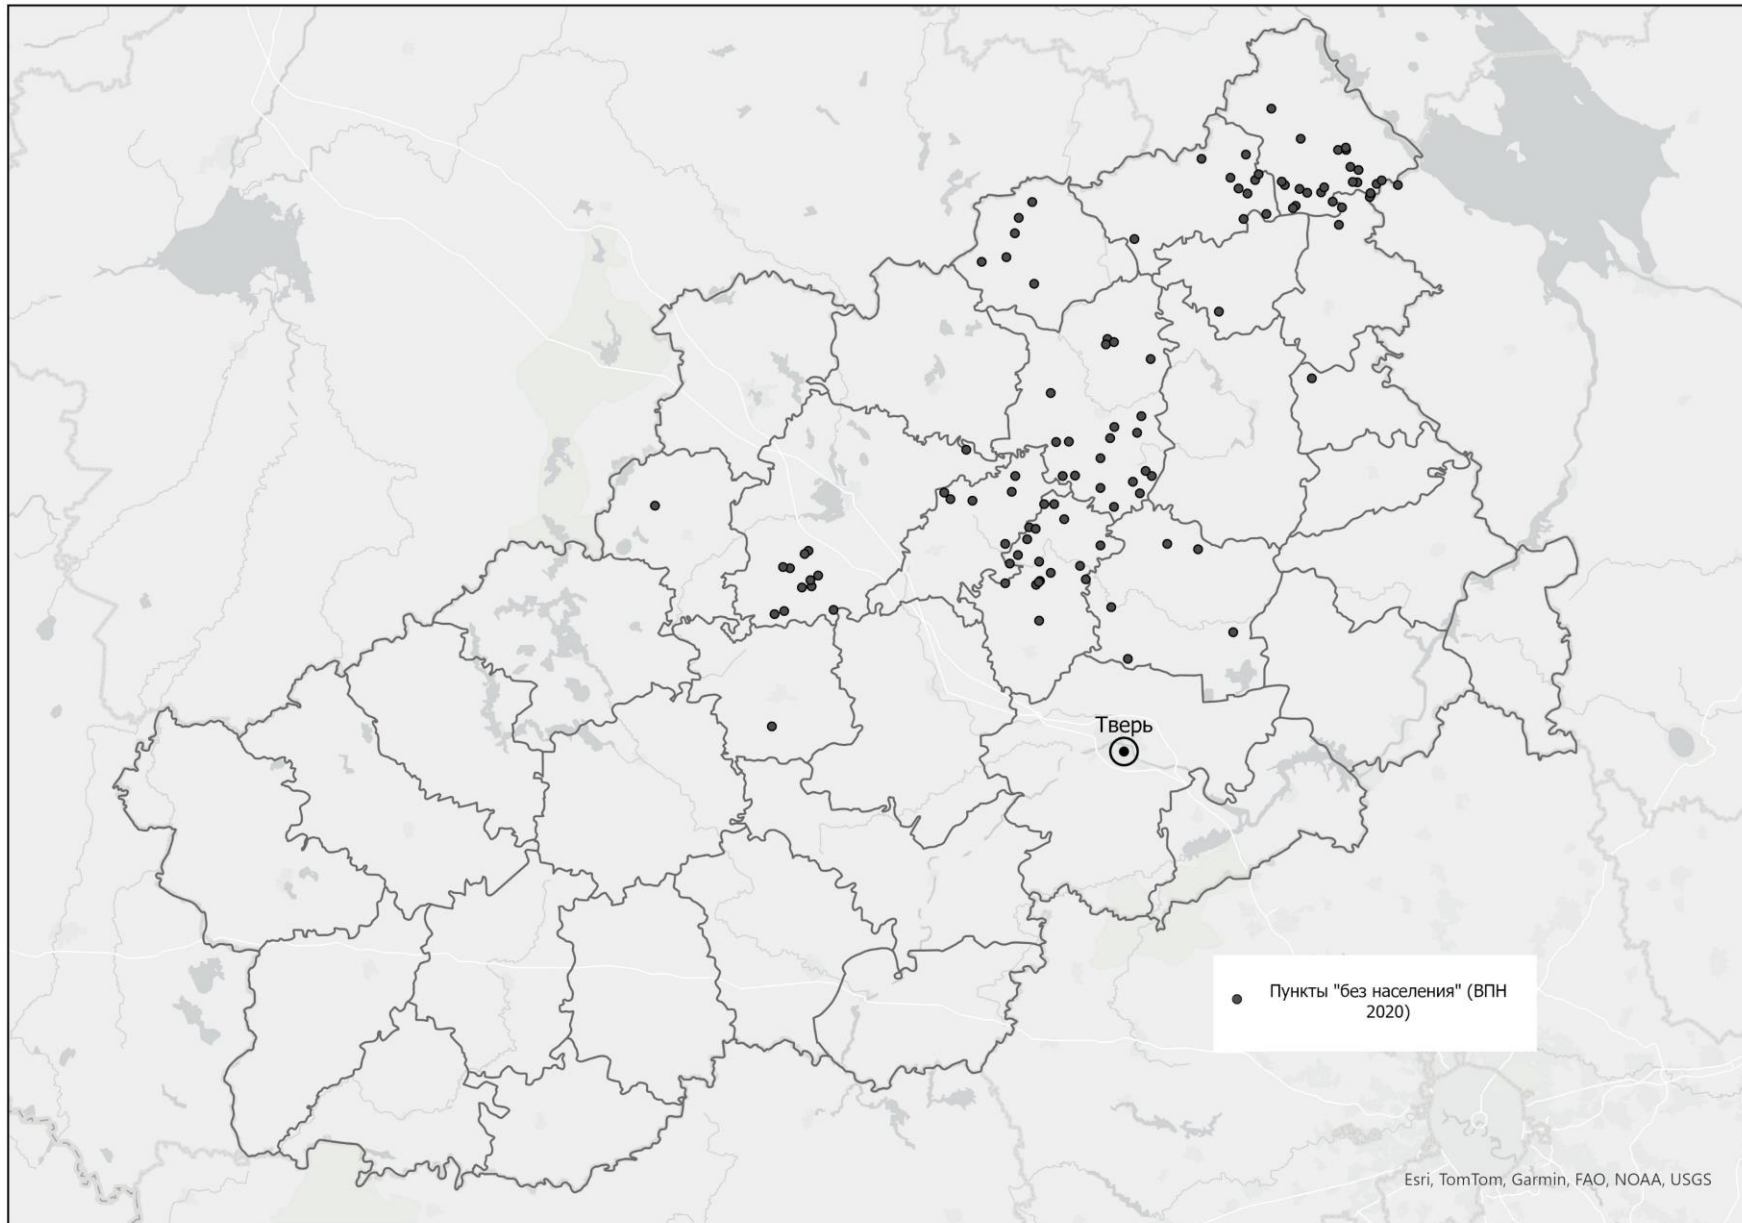 Тверь
Пункты "без населения" (ВПН
2020)
Esri, TomTom, Garmin, FAO, NOAA, USGS